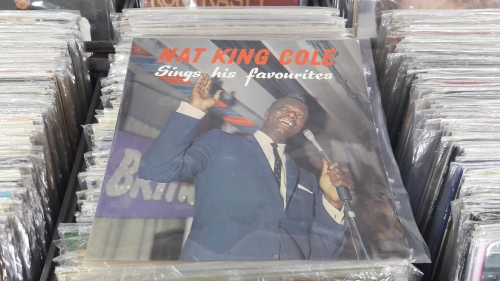 NAT KING COLE
Sings his favourites